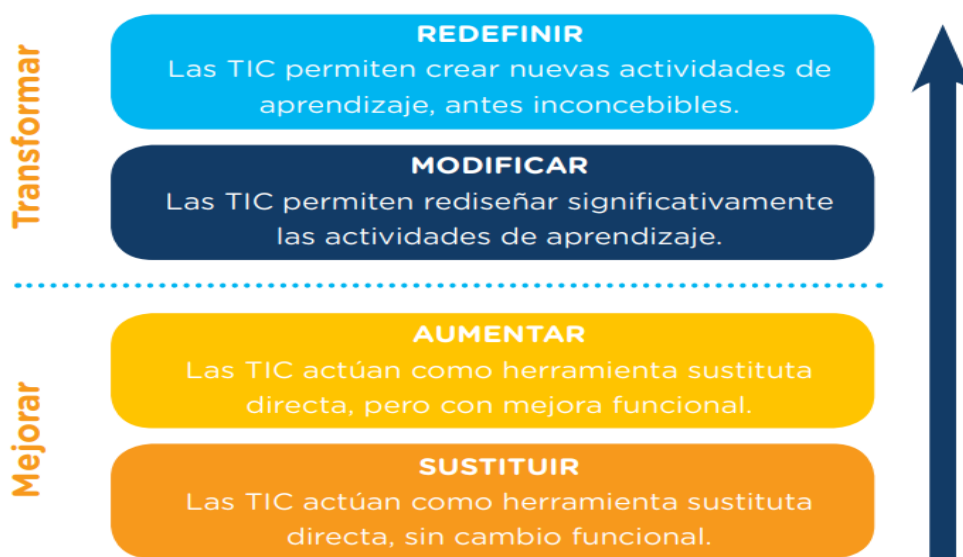 Transformar
REDEFINIR
Las TIC permiten crear nuevas actividades de
aprendizaje, antes inconcebibles.
MODIFICAR
Las TIC permiten rediseñar significativamente
las actividades de aprendizaje.
Mejorar
AUMENTAR
Las TIC actúan como herramienta sustituta
directa, pero con mejora funcional.
SUSTITUIR
Las TIC actúan como herramienta sustituta
directa, sin cambio funcional.